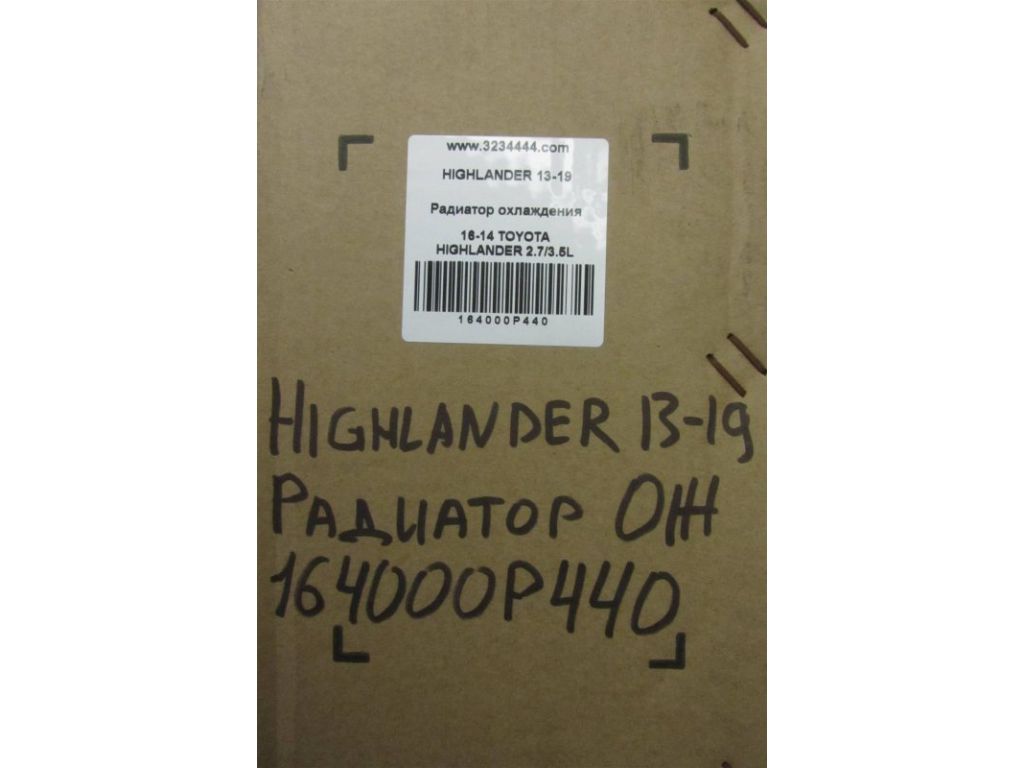 www.3234444.com
HIGHLANDER 13-19
Радиатор охлаждения
16-14 TOYOTA
HIGHLANDER 2.7/3.5L
164000P440
HIGHLANDER 13-19
РАДИАТОР ОЖ
164000P440